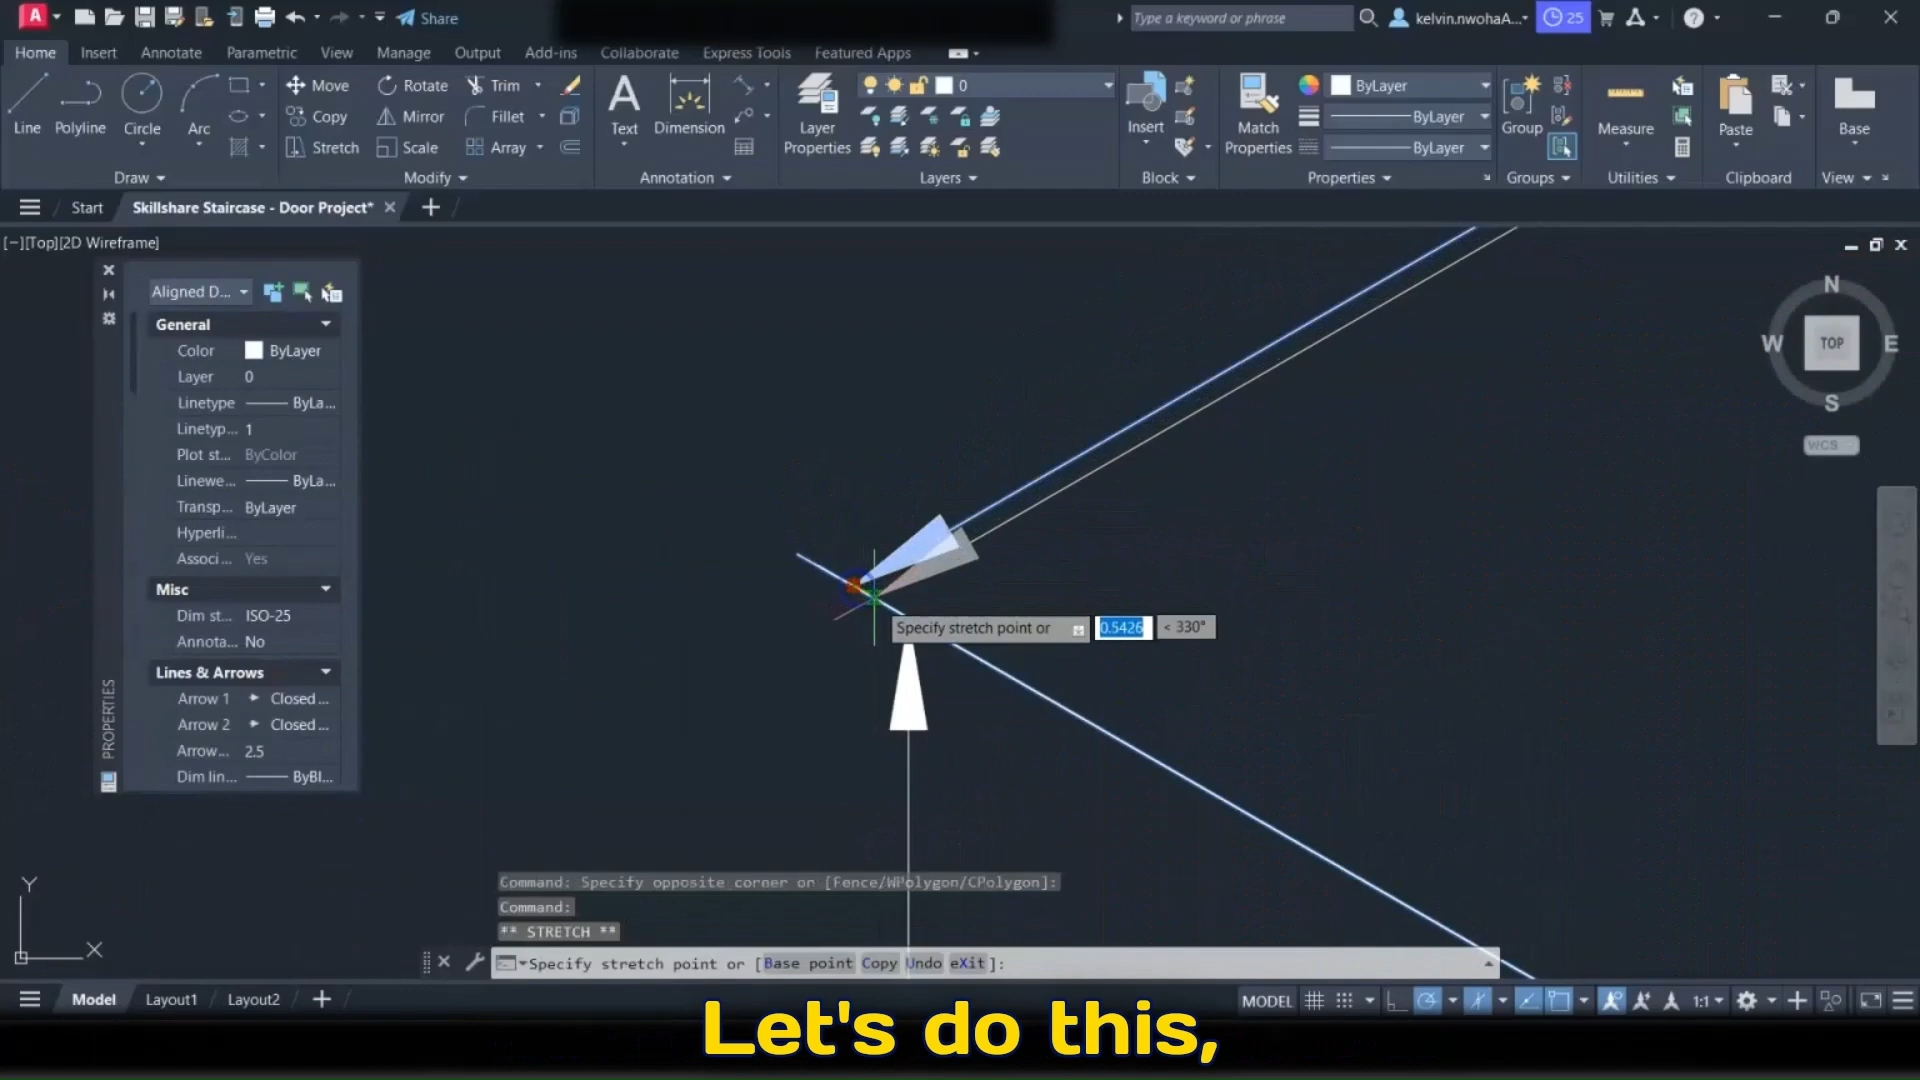 A Share Type a keyword or phrase kelvin.nwohaA... 25
Home Insert Annotate Parametric View Manage Output Add-ins Collaborate Express Tools Featured Apps
Line Polyline Circle Arc Move Rotate Trim Text Dimension Layer Properties 0 Insert Match Properties ByLayer Group Measure Paste Base
Copy Mirror Fillet ByLayer
Stretch Scale Array ByLayer
Draw Modify Annotation Layers Block Properties Groups Utilities Clipboard View
Start Skillshare Staircase - Door Project*
[−][Top][2D Wireframe]
Aligned D...
General
Color ByLayer
Layer 0
Linetype ByLa...
Linetyp... 1
Plot st... ByColor
Linewe... ByLa...
Transp... ByLayer
Hyperli...
Associ... Yes
Misc
Dim st... ISO-25
Annota... No
Lines & Arrows
Arrow 1 Closed ...
Arrow 2 Closed ...
Arrow... 2.5
Dim lin... ByBl...
PROPERTIES
N
W TOP E
S
WCS
Specify stretch point or 0.5426 < 330°
Y
X
Command: Specify opposite corner or [Fence/WPolygon/CPolygon]:
Command:
** STRETCH **
Specify stretch point or [Base point Copy Undo eXit]:
Model Layout1 Layout2 MODEL 1:1
Let's do this,